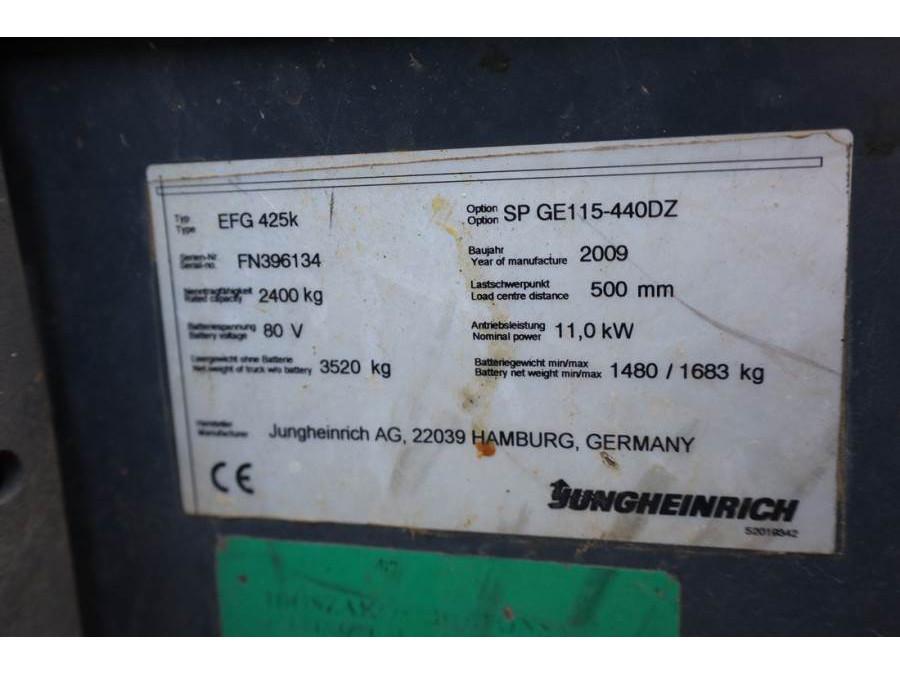 Typ
Type EFG 425k
Option
Option SP GE115-440DZ
Serien-Nr.
Serial-no. FN396134
Baujahr
Year of manufacture 2009
Nenntragfähigkeit
Rated capacity 2400 kg
Lastschwerpunkt
Load centre distance 500 mm
Batteriespannung
Battery voltage 80 V
Antriebsleistung
Nominal power 11,0 kW
Leergewicht ohne Batterie
Net weight of truck w/o battery 3520 kg
Batteriegewicht min/max
Battery net weight min/max 1480 / 1683 kg
Hersteller
Manufacturer Jungheinrich AG, 22039 HAMBURG, GERMANY
CE
JUNGHEINRICH
52019342